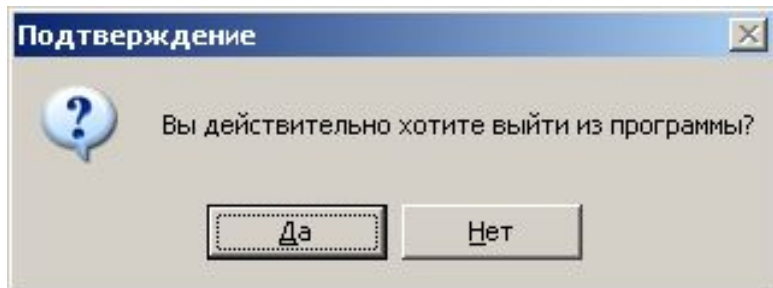 Подтверждение
Вы действительно хотите выйти из программы?
Да
Нет